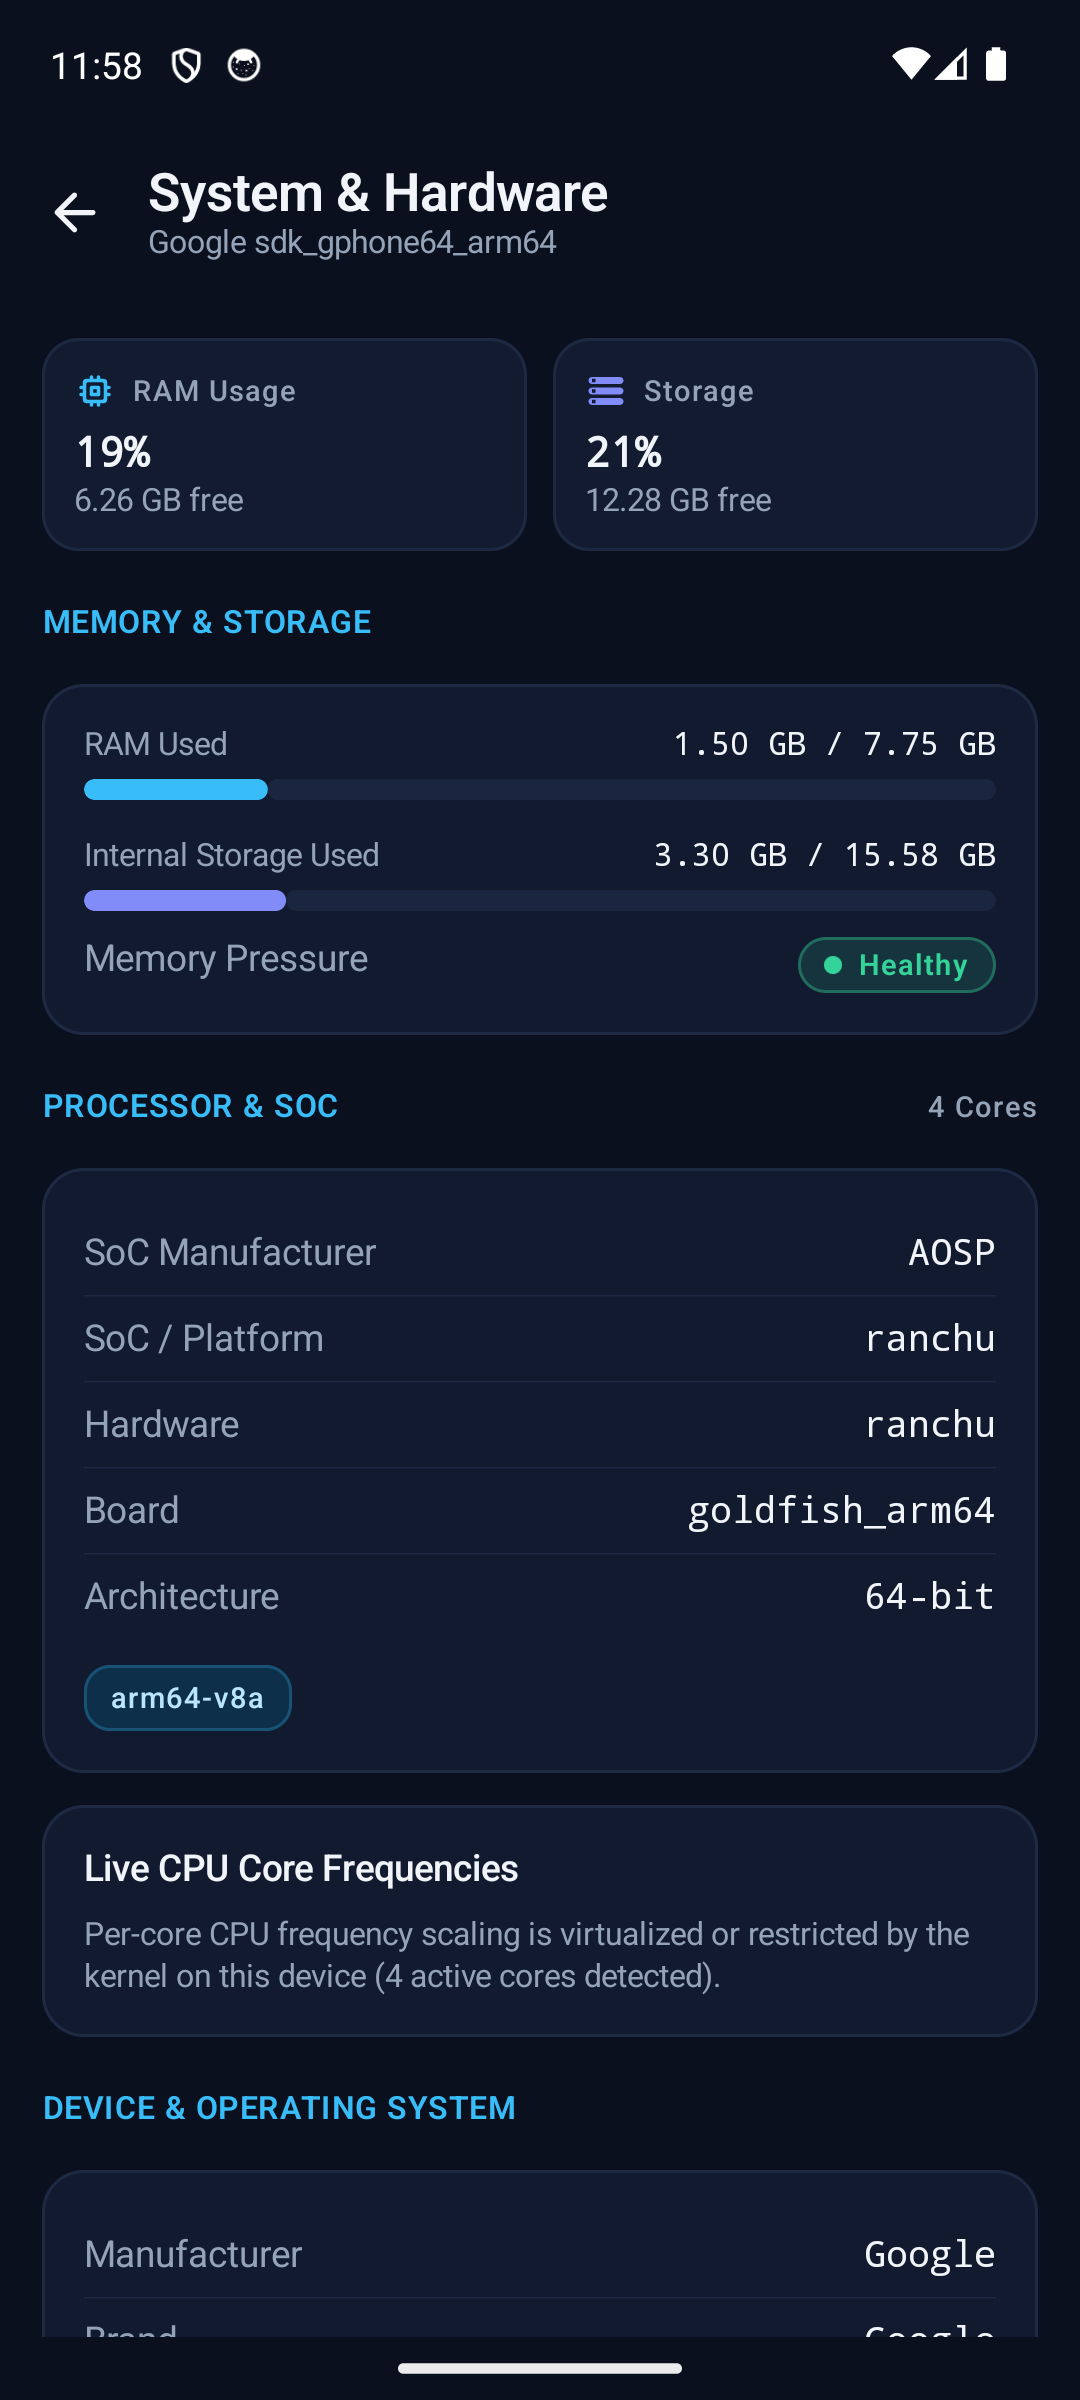 11:58
System & Hardware
Google sdk_gphone64_arm64
RAM Usage
19%
6.26 GB free
Storage
21%
12.28 GB free
MEMORY & STORAGE
RAM Used 1.50 GB / 7.75 GB
Internal Storage Used 3.30 GB / 15.58 GB
Memory Pressure Healthy
PROCESSOR & SOC 4 Cores
SoC Manufacturer AOSP
SoC / Platform ranchu
Hardware ranchu
Board goldfish_arm64
Architecture 64-bit
arm64-v8a
Live CPU Core Frequencies
Per-core CPU frequency scaling is virtualized or restricted by the
kernel on this device (4 active cores detected).
DEVICE & OPERATING SYSTEM
Manufacturer Google
Brand Google